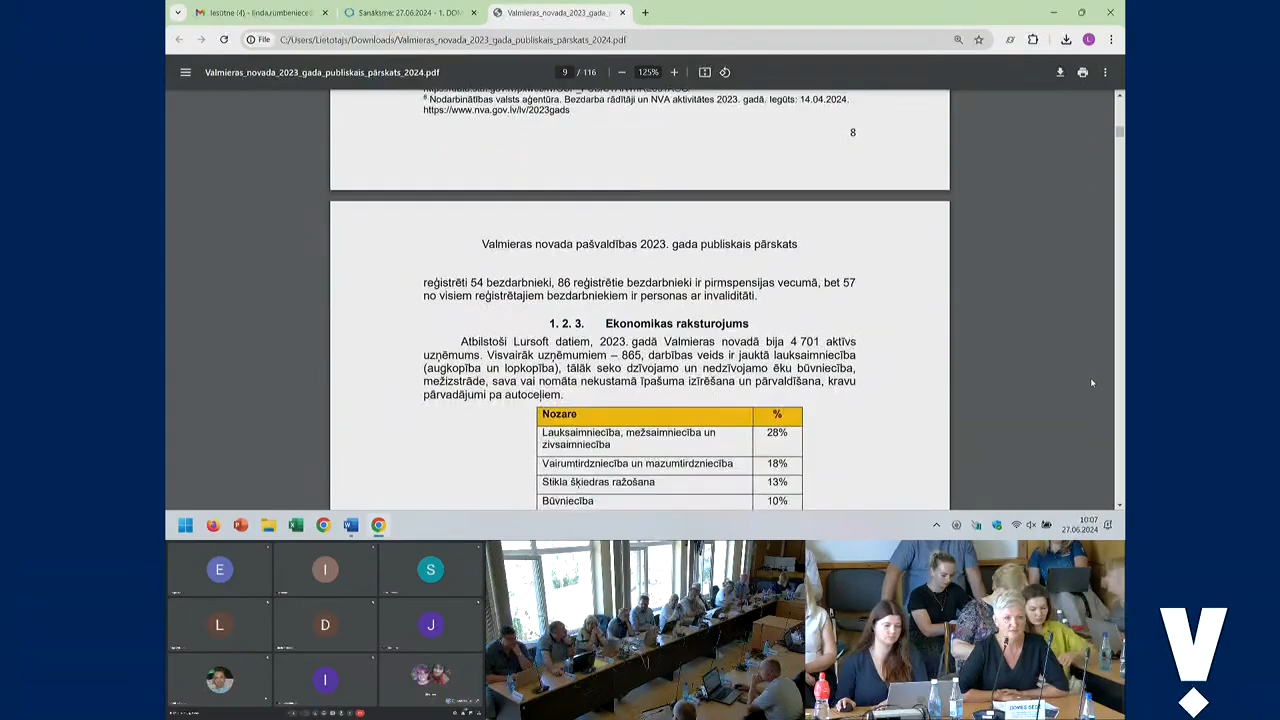 Iesūtne (4) - linda.rumbeniece@
Sanāksme: 27.06.2024 - 1. DOM
Valmieras_novada_2023_gada_
File
C:/Users/Lietotajs/Downloads/Valmieras_novada_2023_gada_publiskais_pārskats_2024.pdf
L
Valmieras_novada_2023_gada_publiskais_pārskats_2024.pdf
9 / 116
125%
⁶ Nodarbinātības valsts aģentūra. Bezdarba rādītāji un NVA aktivitātes 2023. gadā. Iegūts: 14.04.2024.
https://www.nva.gov.lv/lv/2023gads
8
Valmieras novada pašvaldības 2023. gada publiskais pārskats
reģistrēti 54 bezdarbnieki, 86 reģistrētie bezdarbnieki ir pirmspensijas vecumā, bet 57
no visiem reģistrētajiem bezdarbniekiem ir personas ar invaliditāti.
1. 2. 3. Ekonomikas raksturojums
Atbilstoši Lursoft datiem, 2023. gadā Valmieras novadā bija 4 701 aktīvs
uzņēmums. Visvairāk uzņēmumiem – 865, darbības veids ir jauktā lauksaimniecība
(augkopība un lopkopība), tālāk seko dzīvojamo un nedzīvojamo ēku būvniecība,
mežizstrāde, sava vai nomāta nekustamā īpašuma izīrēšana un pārvaldīšana, kravu
pārvadājumi pa autoceļiem.
Nozare %
Lauksaimniecība, mežsaimniecība un 28%
zivsaimniecība
Vairumtirdzniecība un mazumtirdzniecība 18%
Stikla šķiedras ražošana 13%
Būvniecība 10%
10:07
27.06.2024
E I S
L D J
I